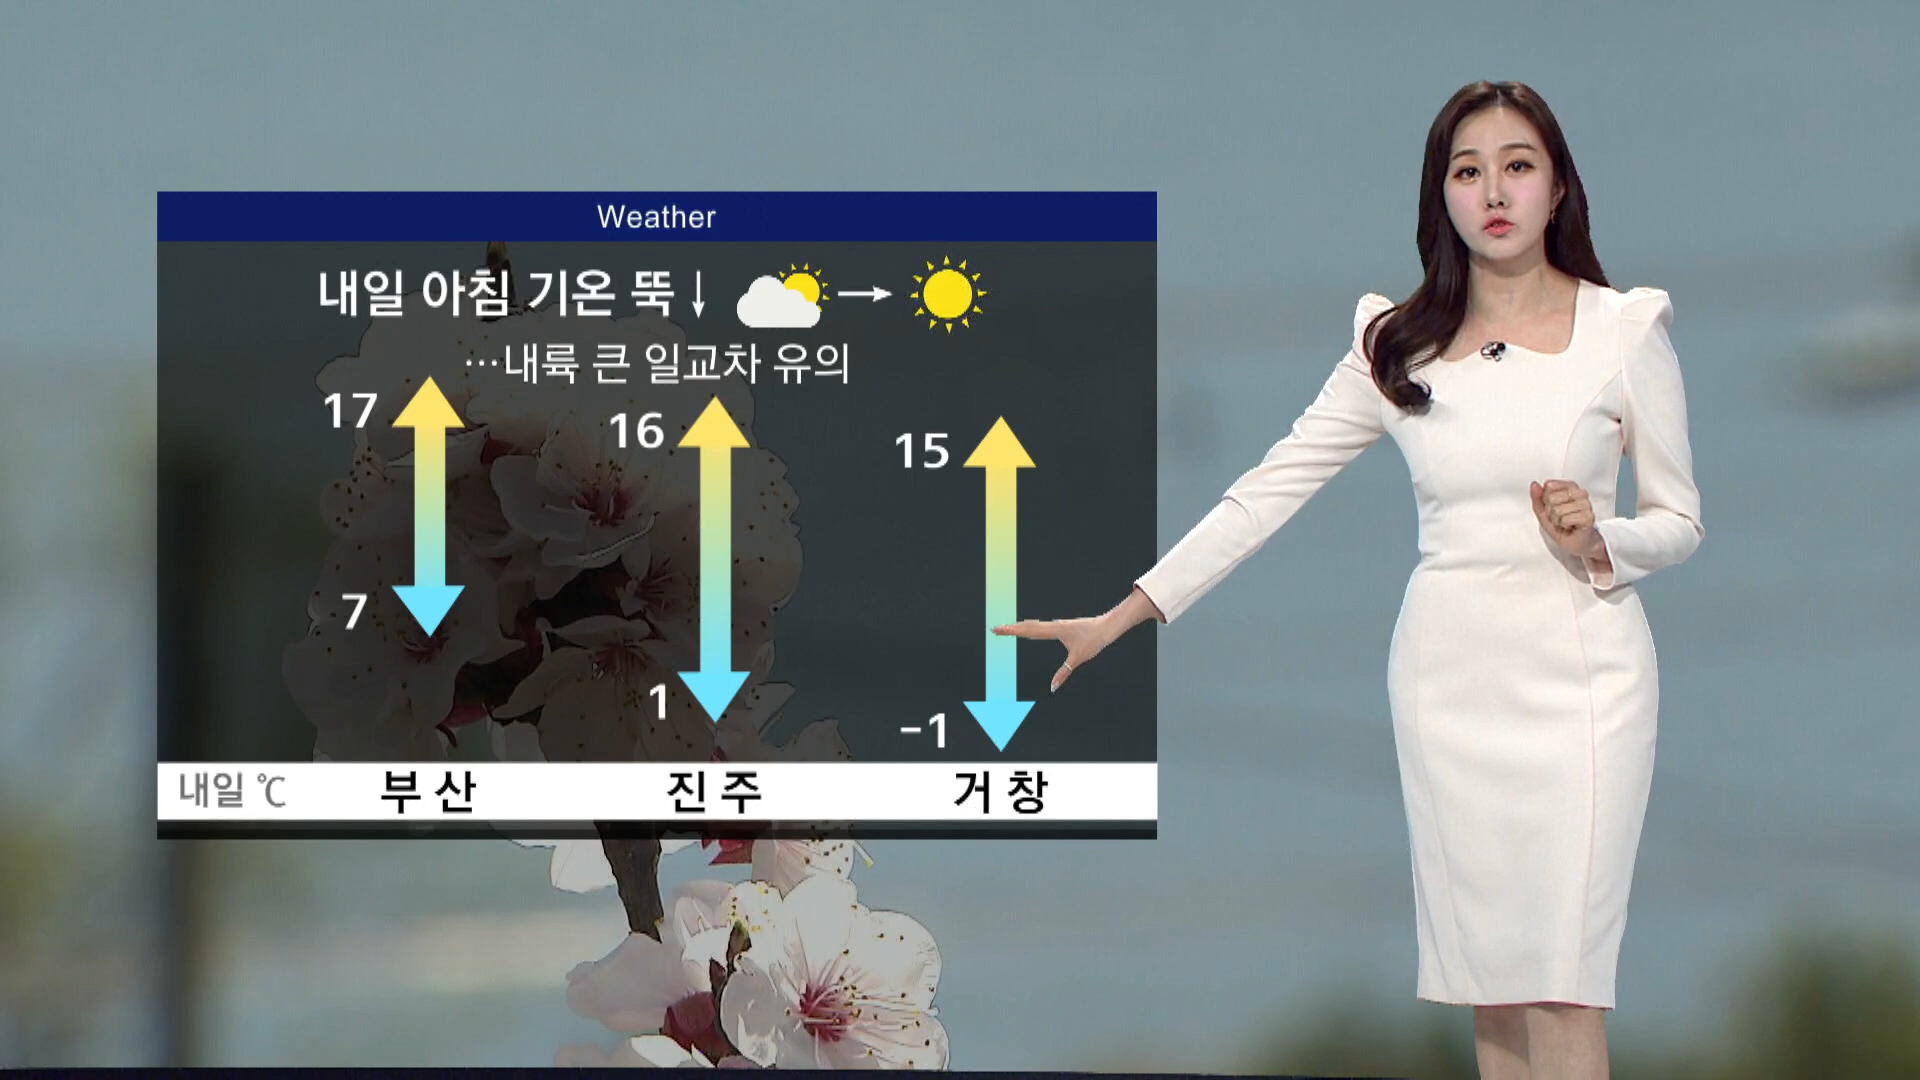 Weather
내일 아침 기온 뚝↓ →
…내륙 큰 일교차 유의
17 16 15
7 1 -1
내일 ℃ 부산 진주 거창